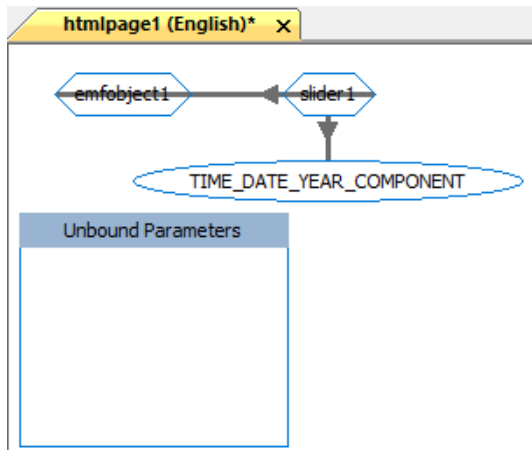 htmlpage1 (English)* ×
emfobject1
slider1
TIME_DATE_YEAR_COMPONENT
Unbound Parameters